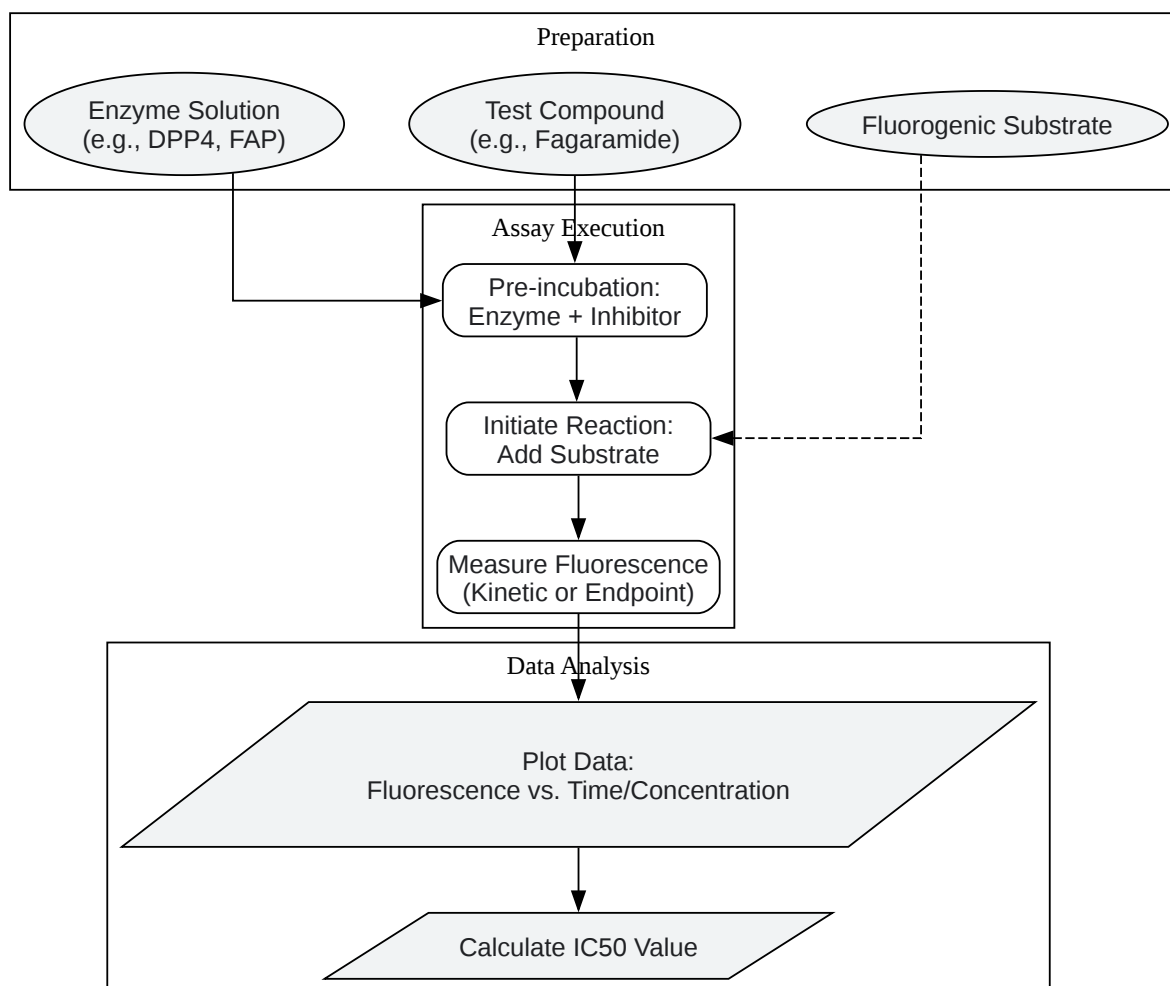 Preparation
Enzyme Solution
(e.g., DPP4, FAP)
Test Compound
(e.g., Fagaramide)
Fluorogenic Substrate
Assay Execution
Pre-incubation:
Enzyme + Inhibitor
Initiate Reaction:
Add Substrate
Measure Fluorescence
(Kinetic or Endpoint)
Data Analysis
Plot Data:
Fluorescence vs. Time/Concentration
Calculate IC50 Value